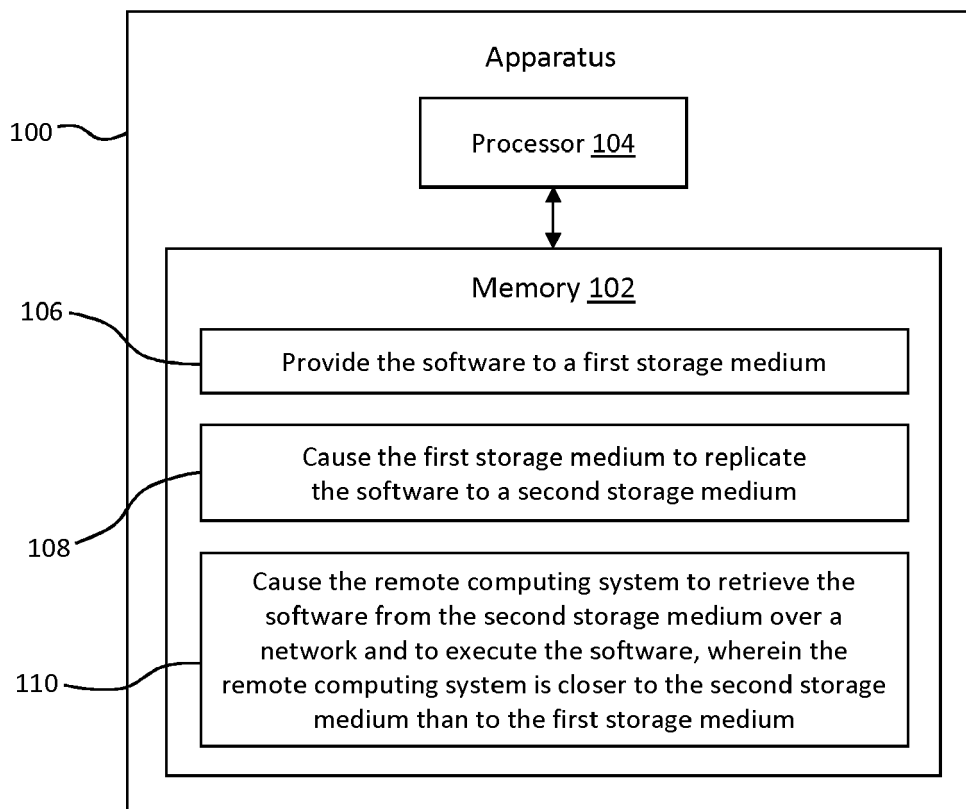 Apparatus
100
Processor 104
Memory 102
106
Provide the software to a first storage medium
Cause the first storage medium to replicate
the software to a second storage medium
108
Cause the remote computing system to retrieve the
software from the second storage medium over a
network and to execute the software, wherein the
remote computing system is closer to the second storage
medium than to the first storage medium
110